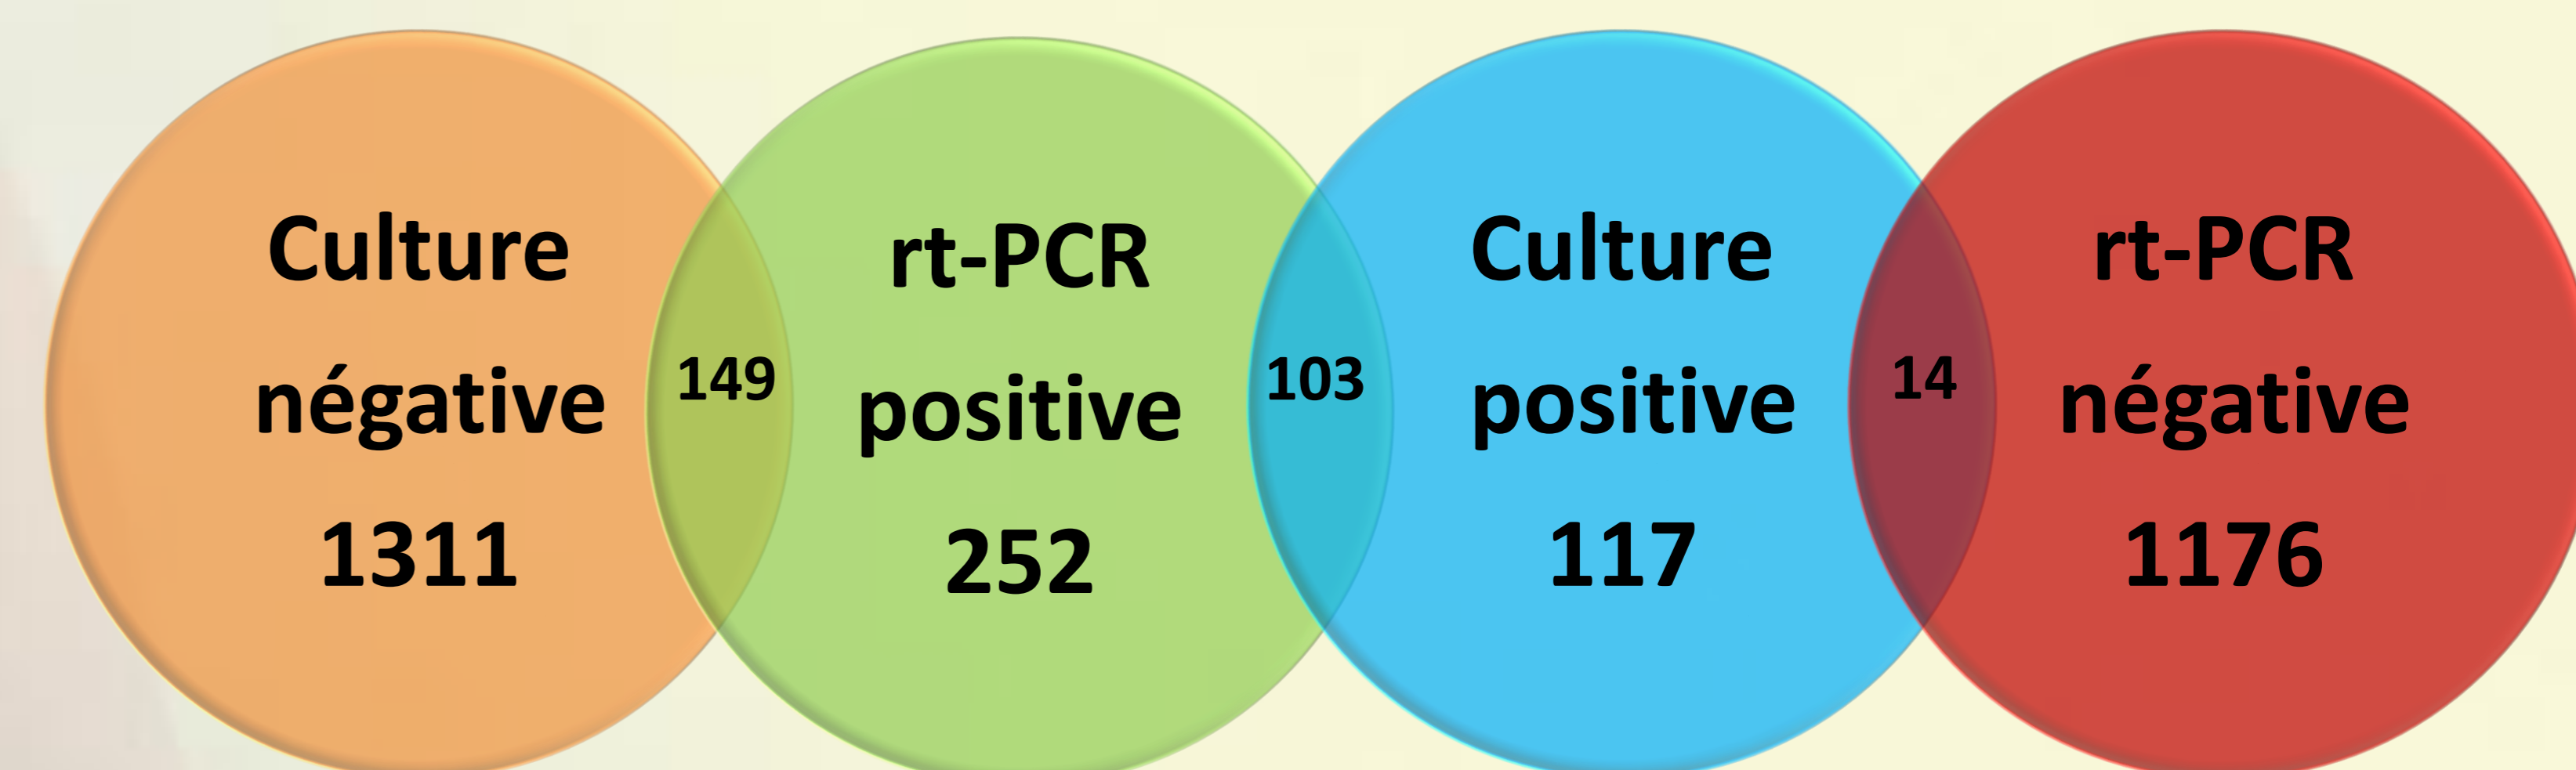 Culture
négative
1311
149
rt-PCR
positive
252
103
Culture
positive
117
14
rt-PCR
négative
1176